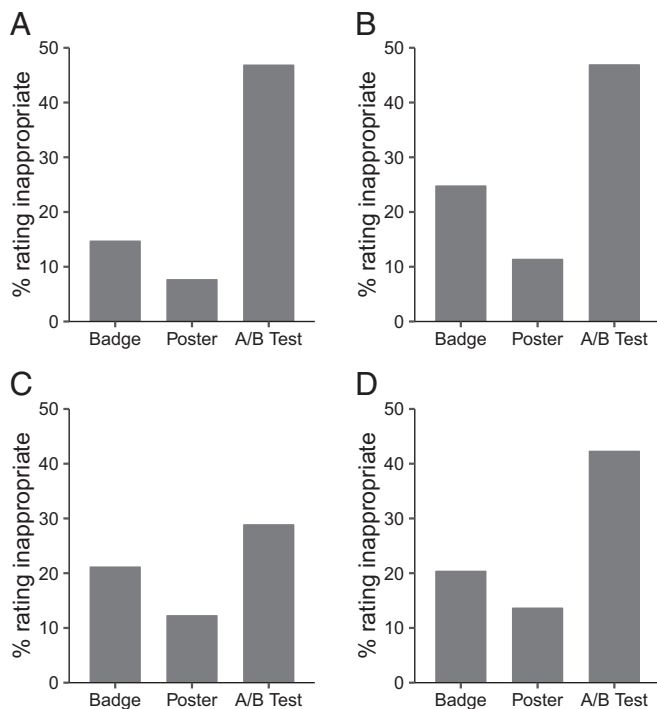 A
% rating inappropriate
50
40
30
20
10
0
Badge Poster A/B Test
B
% rating inappropriate
50
40
30
20
10
0
Badge Poster A/B Test
C
% rating inappropriate
50
40
30
20
10
0
Badge Poster A/B Test
D
% rating inappropriate
50
40
30
20
10
0
Badge Poster A/B Test